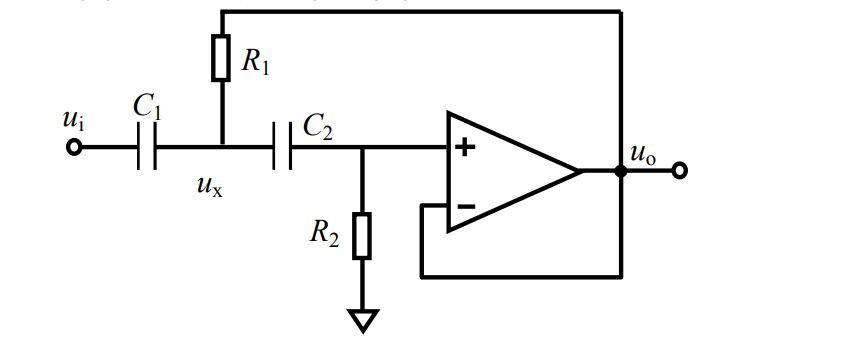 R1
C1
ui
C2
ux
+
uo
R2
−